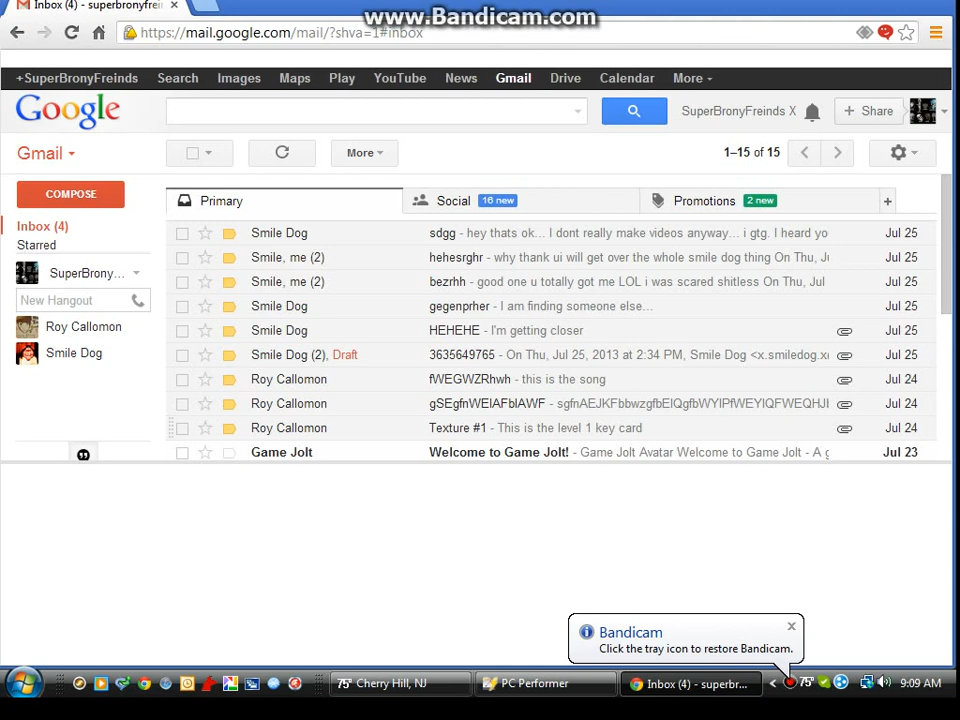 Inbox (4) - superbronyfrei
www.Bandicam.com
https://mail.google.com/mail/?shva=1#inbox
+SuperBronyFreinds Search Images Maps Play YouTube News Gmail Drive Calendar More
Google
SuperBronyFreinds X
+ Share
Gmail
More
1–15 of 15
COMPOSE
Primary
Social 16 new
Promotions 2 new
+
Inbox (4)
Starred
SuperBrony...
New Hangout
Roy Callomon
Smile Dog
Smile Dog sdgg - hey thats ok... I dont really make videos anyway... i gtg. I heard yo Jul 25
Smile, me (2) hehesrghr - why thank ui will get over the whole smile dog thing On Thu, Ju Jul 25
Smile, me (2) bezrhh - good one u totally got me LOL i was scared shitless On Thu, Jul Jul 25
Smile Dog gegenprher - I am finding someone else... Jul 25
Smile Dog HEHEHE - I'm getting closer Jul 25
Smile Dog (2), Draft 3635649765 - On Thu, Jul 25, 2013 at 2:34 PM, Smile Dog <x.smiledog.x Jul 25
Roy Callomon fWEGWZRhwh - this is the song Jul 24
Roy Callomon Jul 24
Roy Callomon Texture #1 - This is the level 1 key card Jul 24
Game Jolt Welcome to Game Jolt! - Game Jolt Avatar Welcome to Game Jolt - A g Jul 23
Bandicam
Click the tray icon to restore Bandicam.
75° Cherry Hill, NJ
PC Performer
Inbox (4) - superbr...
75°
9:09 AM